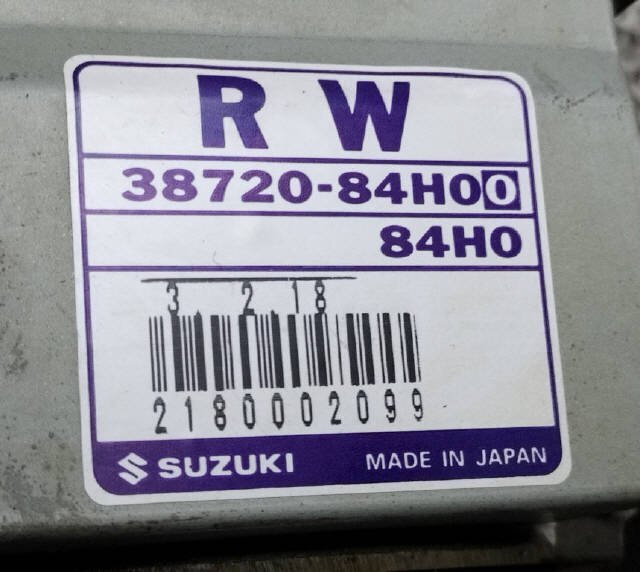 R W
38720-84H00
84H0
3 2 18
2180002099
SUZUKI MADE IN JAPAN